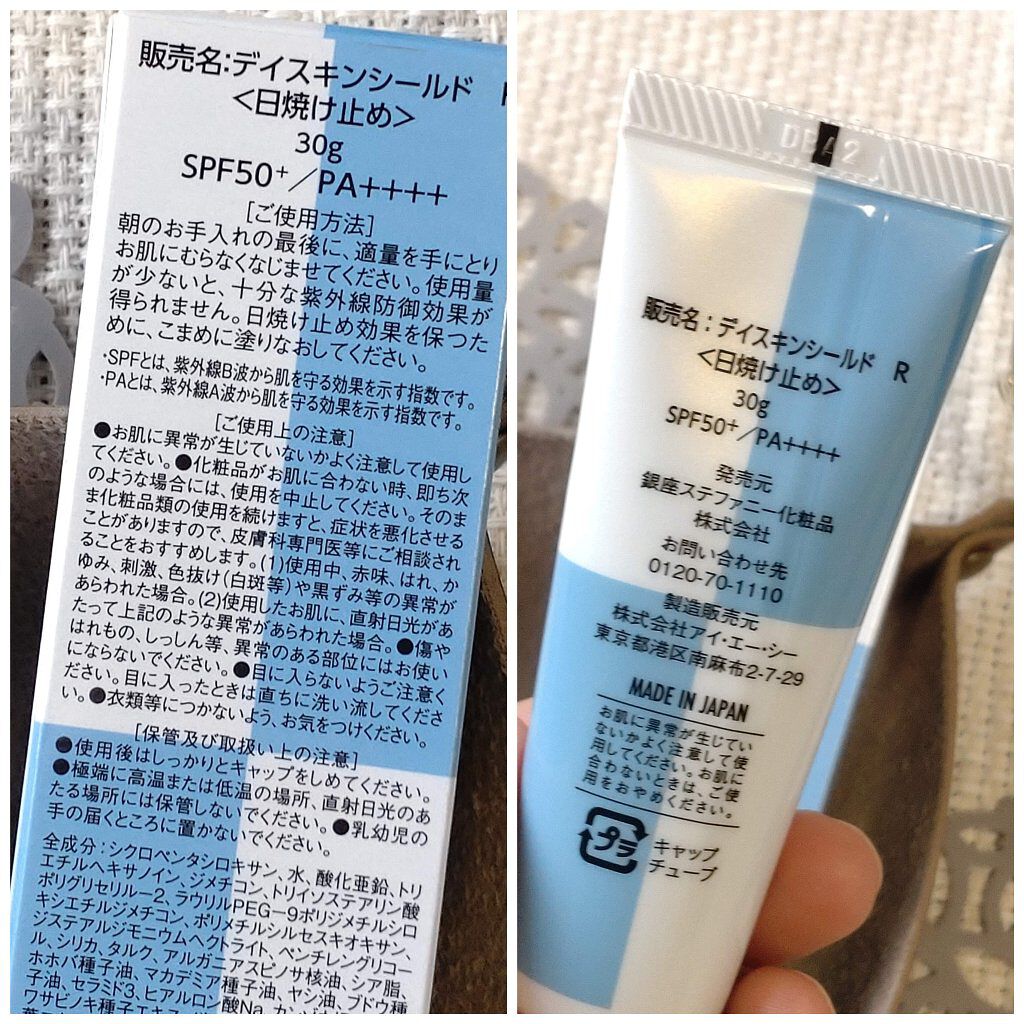 販売名:デイスキンシールド
<日焼け止め>
30g
SPF50+/PA++++
[ご使用方法]
朝のお手入れの最後に、適量を手にとり
お肌にむらなくなじませてください。使用量
が少ないと、十分な紫外線防御効果が
得られません。日焼け止め効果を保つた
めに、こまめに塗りなおしてください。
・SPFとは、紫外線B波から肌を守る効果を示す指数です。
・PAとは、紫外線A波から肌を守る効果を示す指数です。
[ご使用上の注意]
●お肌に異常が生じていないかよく注意して使用し
てください。●化粧品がお肌に合わない時、即ち次
のような場合には、使用を中止してください。そのま
ま化粧品類の使用を続けますと、症状を悪化させる
ことがありますので、皮膚科専門医等にご相談され
ることをおすすめします。(1)使用中、赤味、はれ、か
ゆみ、刺激、色抜け(白斑等)や黒ずみ等の異常が
あらわれた場合。(2)使用したお肌に、直射日光があ
たって上記のような異常があらわれた場合。●傷や
はれもの、しっしん等、異常のある部位にはお使い
にならないでください。●目に入らないようご注意く
ださい。目に入ったときは直ちに洗い流してくださ
い。●衣類等につかないよう、お気をつけください。
[保管及び取扱い上の注意]
●使用後はしっかりとキャップをしめてください。
●極端に高温または低温の場所、直射日光のあ
たる場所には保管しないでください。●乳幼児の
手の届くところに置かないでください。
全成分:シクロペンタシロキサン、水、酸化亜鉛、トリ
エチルヘキサノイン、ジメチコン、トリイソステアリン酸
ポリグリセリル-2、ラウリルPEG-9ポリジメチルシロ
キシエチルジメチコン、ポリメチルシルセスキオキサン、
ジステアルジモニウムヘクトライト、ペンチレングリコー
ル、シリカ、タルク、アルガニアスピノサ核油、シア脂、
ホホバ種子油、マカデミア種子油、ヤシ油、ブドウ種
子油、セラミド3、ヒアルロン酸Na、
ワサビノキ種子エキス
DEA2
販売名:デイスキンシールド R
<日焼け止め>
30g
SPF50+/PA++++
発売元
銀座ステファニー化粧品
株式会社
お問い合わせ先
0120-70-1110
製造販売元
株式会社アイ・エー・シー
東京都港区南麻布2-7-29
MADE IN JAPAN
お肌に異常が生じてい
ないかよく注意して使
用してください。お肌に
合わないときは、ご使
用をおやめください。
プラ
キャップ
チューブ